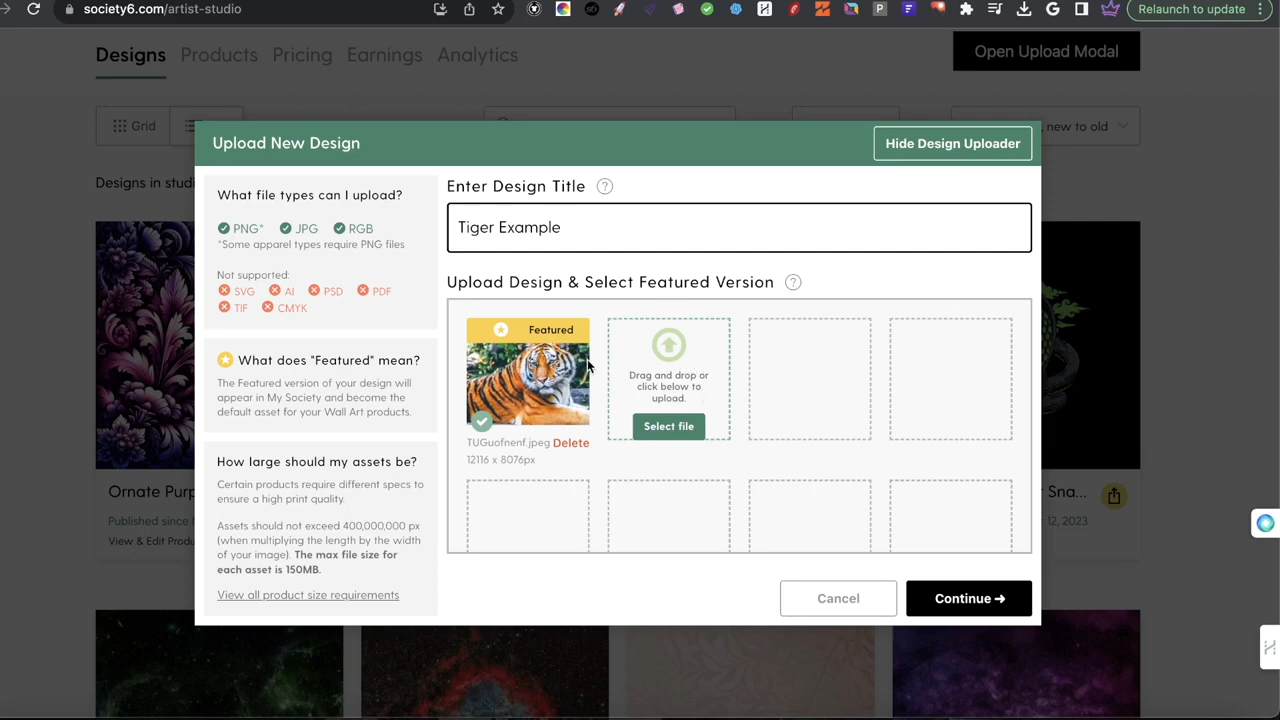 society6.com/artist-studio
Relaunch to update
Designs
Products
Pricing
Earnings
Analytics
Open Upload Modal
Grid
new to old
Upload New Design
Hide Design Uploader
What file types can I upload?
PNG*
JPG
RGB
*Some apparel types require PNG files
Not supported:
SVG
AI
PSD
PDF
TIF
CMYK
What does "Featured" mean?
The Featured version of your design will
appear in My Society and become the
default asset for your Wall Art products.
How large should my assets be?
Certain products require different specs to
ensure a high print quality.
Assets should not exceed 400,000,000 px
(when multiplying the length by the width
of your image). The max file size for
each asset is 150MB.
View all product size requirements
Enter Design Title
Tiger Example
Upload Design & Select Featured Version
Featured
Drag and drop or
click below to
upload.
Select file
TUGuofnenf.jpeg Delete
12116 x 8076px
Cancel
Continue
Designs in studi
Ornate Purp
Published since
View & Edit Produ
Sna...
12, 2023